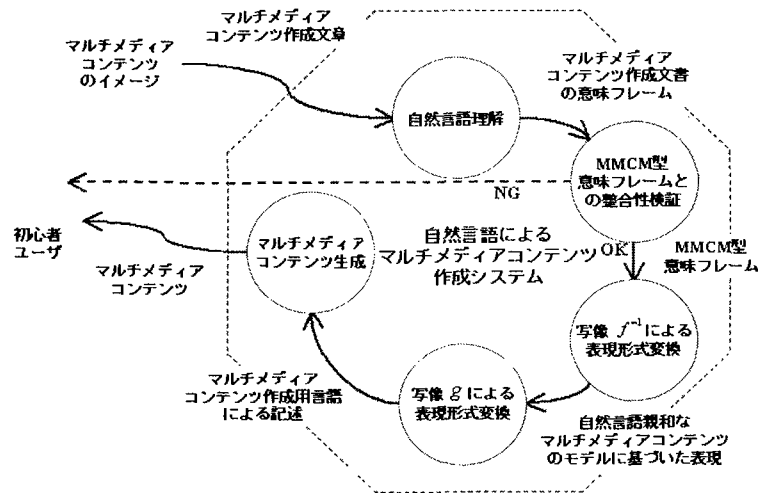 マルチメディア
コンテンツ
のイメージ
マルチメディア
コンテンツ作成文章
自然言語理解
マルチメディア
コンテンツ作成文書
の意味フレーム
MMCM型
意味フレームと
の整合性検証
NG
OK
MMCM型
意味フレーム
初心者
ユーザ
マルチメディア
コンテンツ
マルチメディア
コンテンツ生成
自然言語による
マルチメディアコンテンツ
作成システム
写像 f⁻¹による
表現形式変換
マルチメディア
コンテンツ作成用言語
による記述
写像 g による
表現形式変換
自然言語親和な
マルチメディアコンテンツ
のモデルに基づいた表現